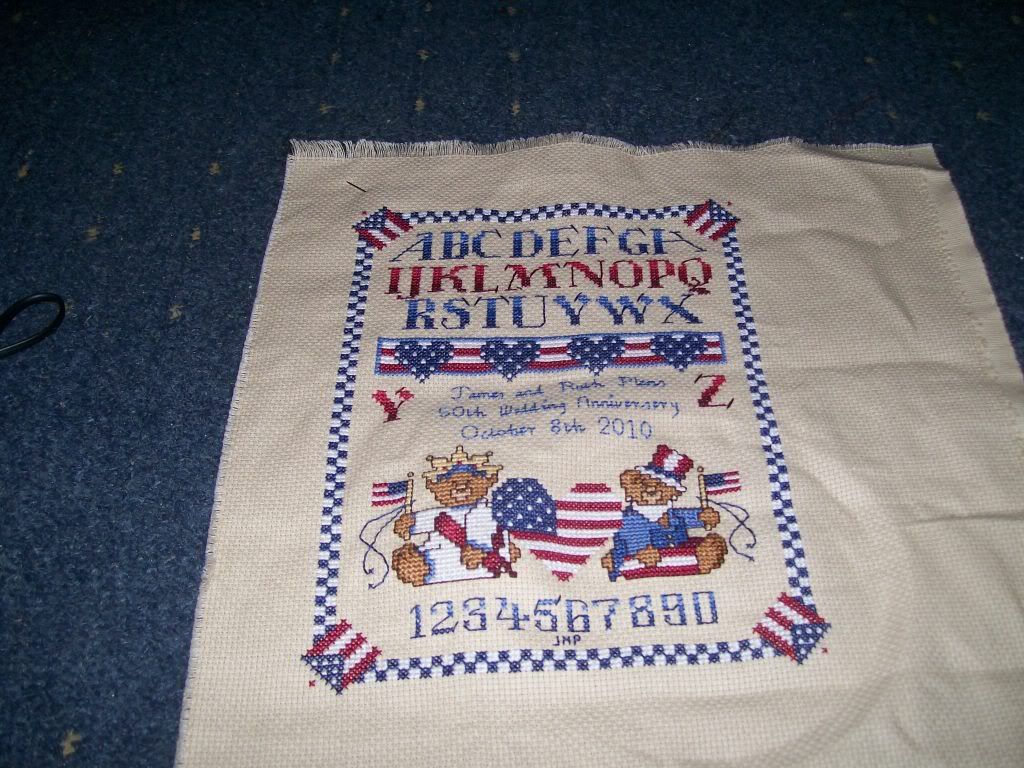 ABCDEFGH
IJKLMNOPQ
RSTUVWX
Y Z
James and Ruth
50th Wedding Anniversary
October 8th 2010
1234567890
JMP